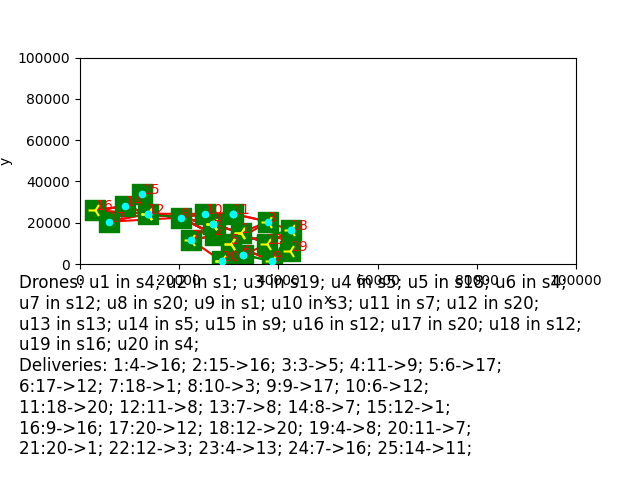 100000
80000
60000
40000
20000
0
y
0 20000 40000 60000 80000 100000
x
Drones: u1 in s4; u2 in s1; u3 in s19; u4 in s5; u5 in s18; u6 in s4;
u7 in s12; u8 in s20; u9 in s1; u10 in s3; u11 in s7; u12 in s20;
u13 in s13; u14 in s5; u15 in s9; u16 in s12; u17 in s20; u18 in s12;
u19 in s16; u20 in s4;
Deliveries: 1:4->16; 2:15->16; 3:3->5; 4:11->9; 5:6->17;
6:17->12; 7:18->1; 8:10->3; 9:9->17; 10:6->12;
11:18->20; 12:11->8; 13:7->8; 14:8->7; 15:12->1;
16:9->16; 17:20->12; 18:12->20; 19:4->8; 20:11->7;
21:20->1; 22:12->3; 23:4->13; 24:7->16; 25:14->11;